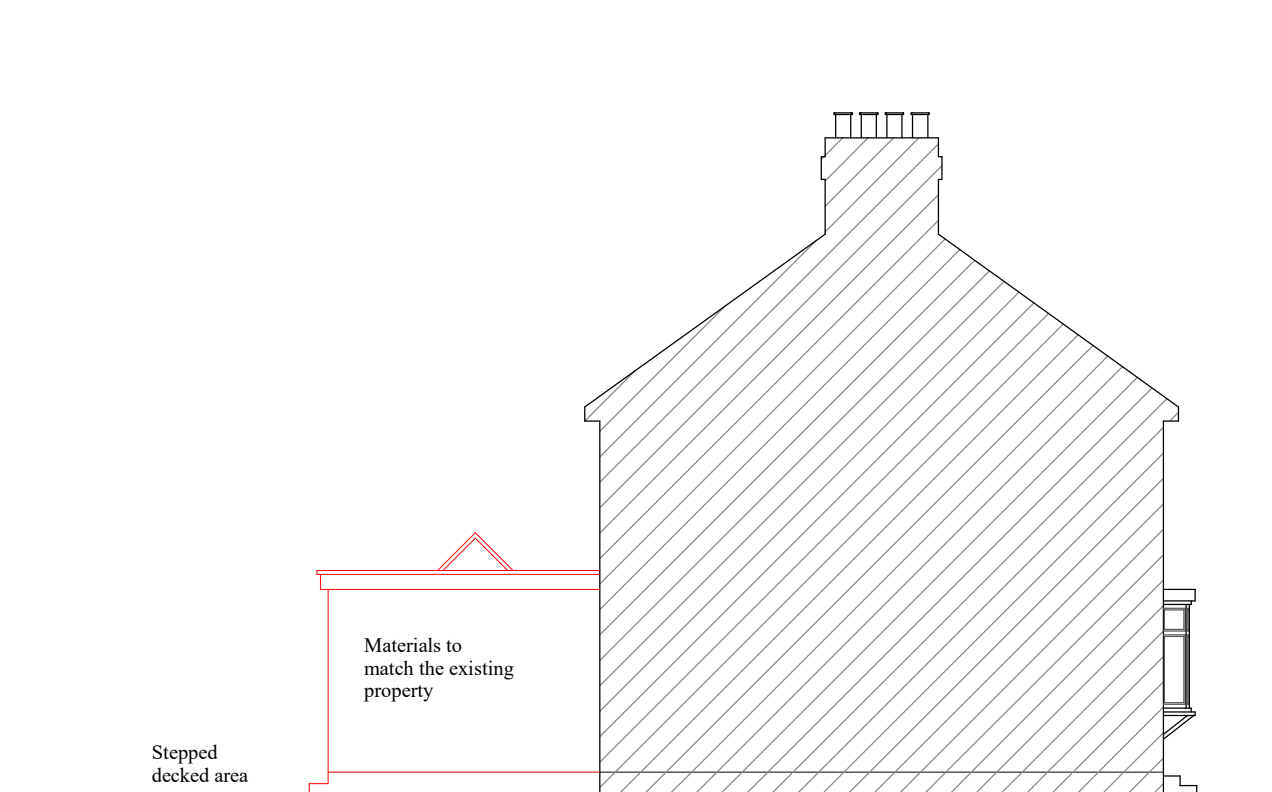 Materials to
match the existing
property
Stepped
decked area